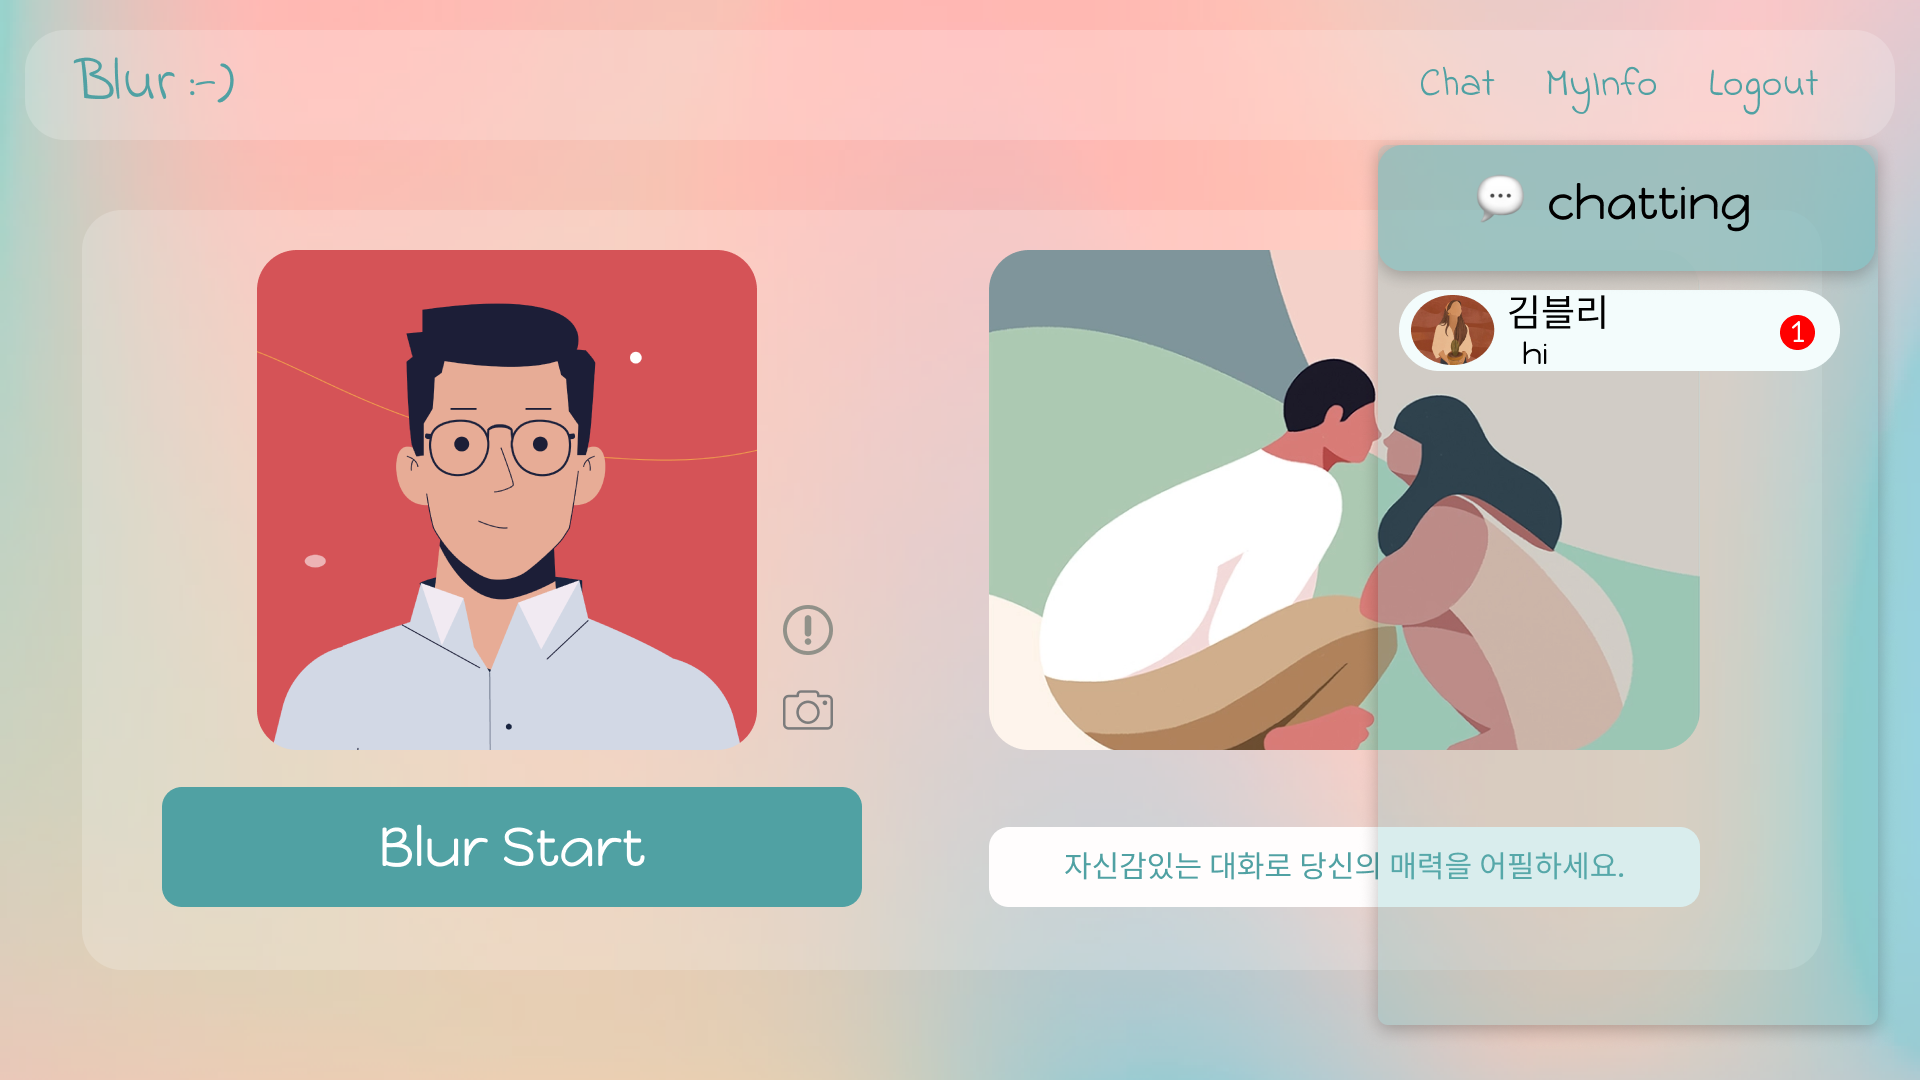 Blur :-)
Chat MyInfo Logout
chatting
김블리
hi
1
Blur Start
자신감있는 대화로 당신의 매력을 어필하세요.